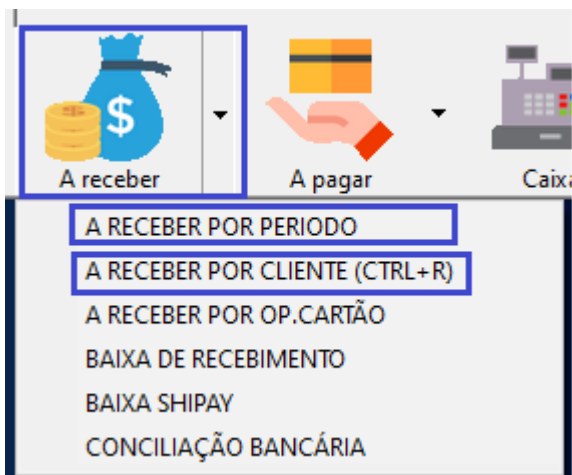 $
A receber
A pagar
Caixa
A RECEBER POR PERIODO
A RECEBER POR CLIENTE (CTRL+R)
A RECEBER POR OP.CARTÃO
BAIXA DE RECEBIMENTO
BAIXA SHIPAY
CONCILIAÇÃO BANCÁRIA